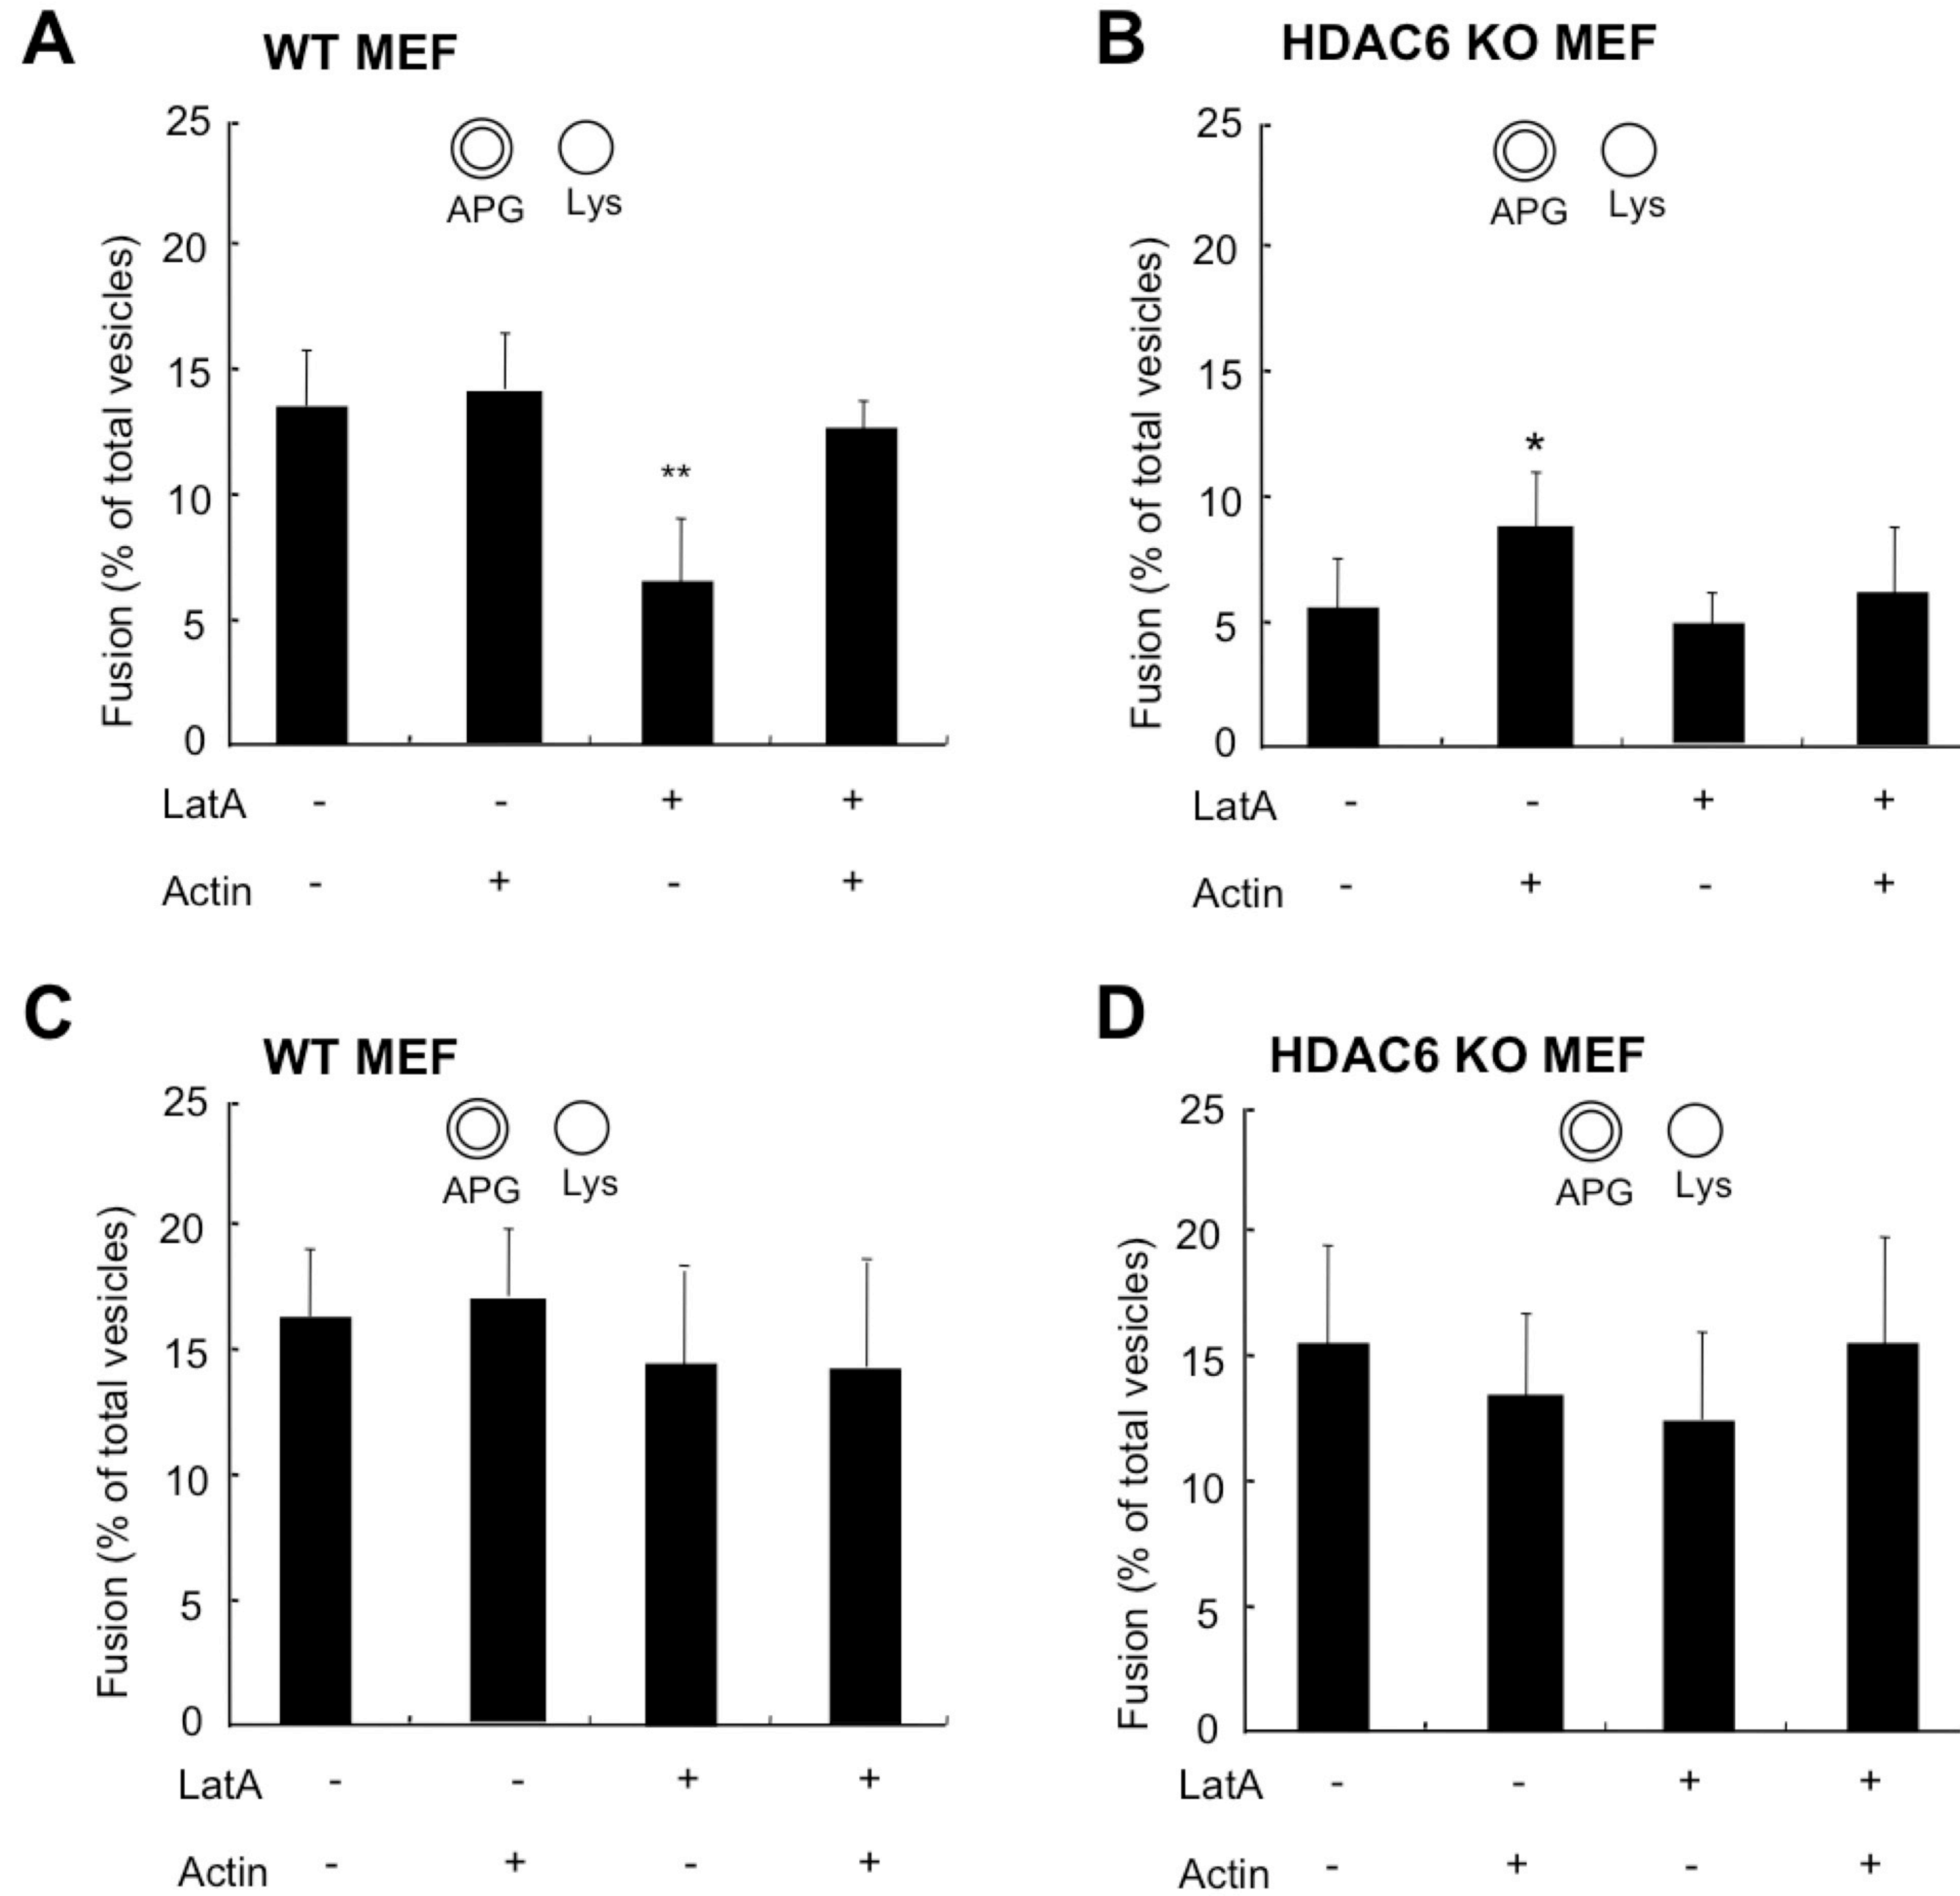 A
WT MEF
25
20
15
10
5
0
Fusion (% of total vesicles)
APG Lys
**
LatA - - + +
Actin - + - +
B
HDAC6 KO MEF
25
20
15
10
5
0
Fusion (% of total vesicles)
APG Lys
*
LatA - - + +
Actin - + - +
C
WT MEF
25
20
15
10
5
0
Fusion (% of total vesicles)
APG Lys
LatA - - + +
Actin - + - +
D
HDAC6 KO MEF
25
20
15
10
5
0
Fusion (% of total vesicles)
APG Lys
LatA - - + +
Actin - + - +